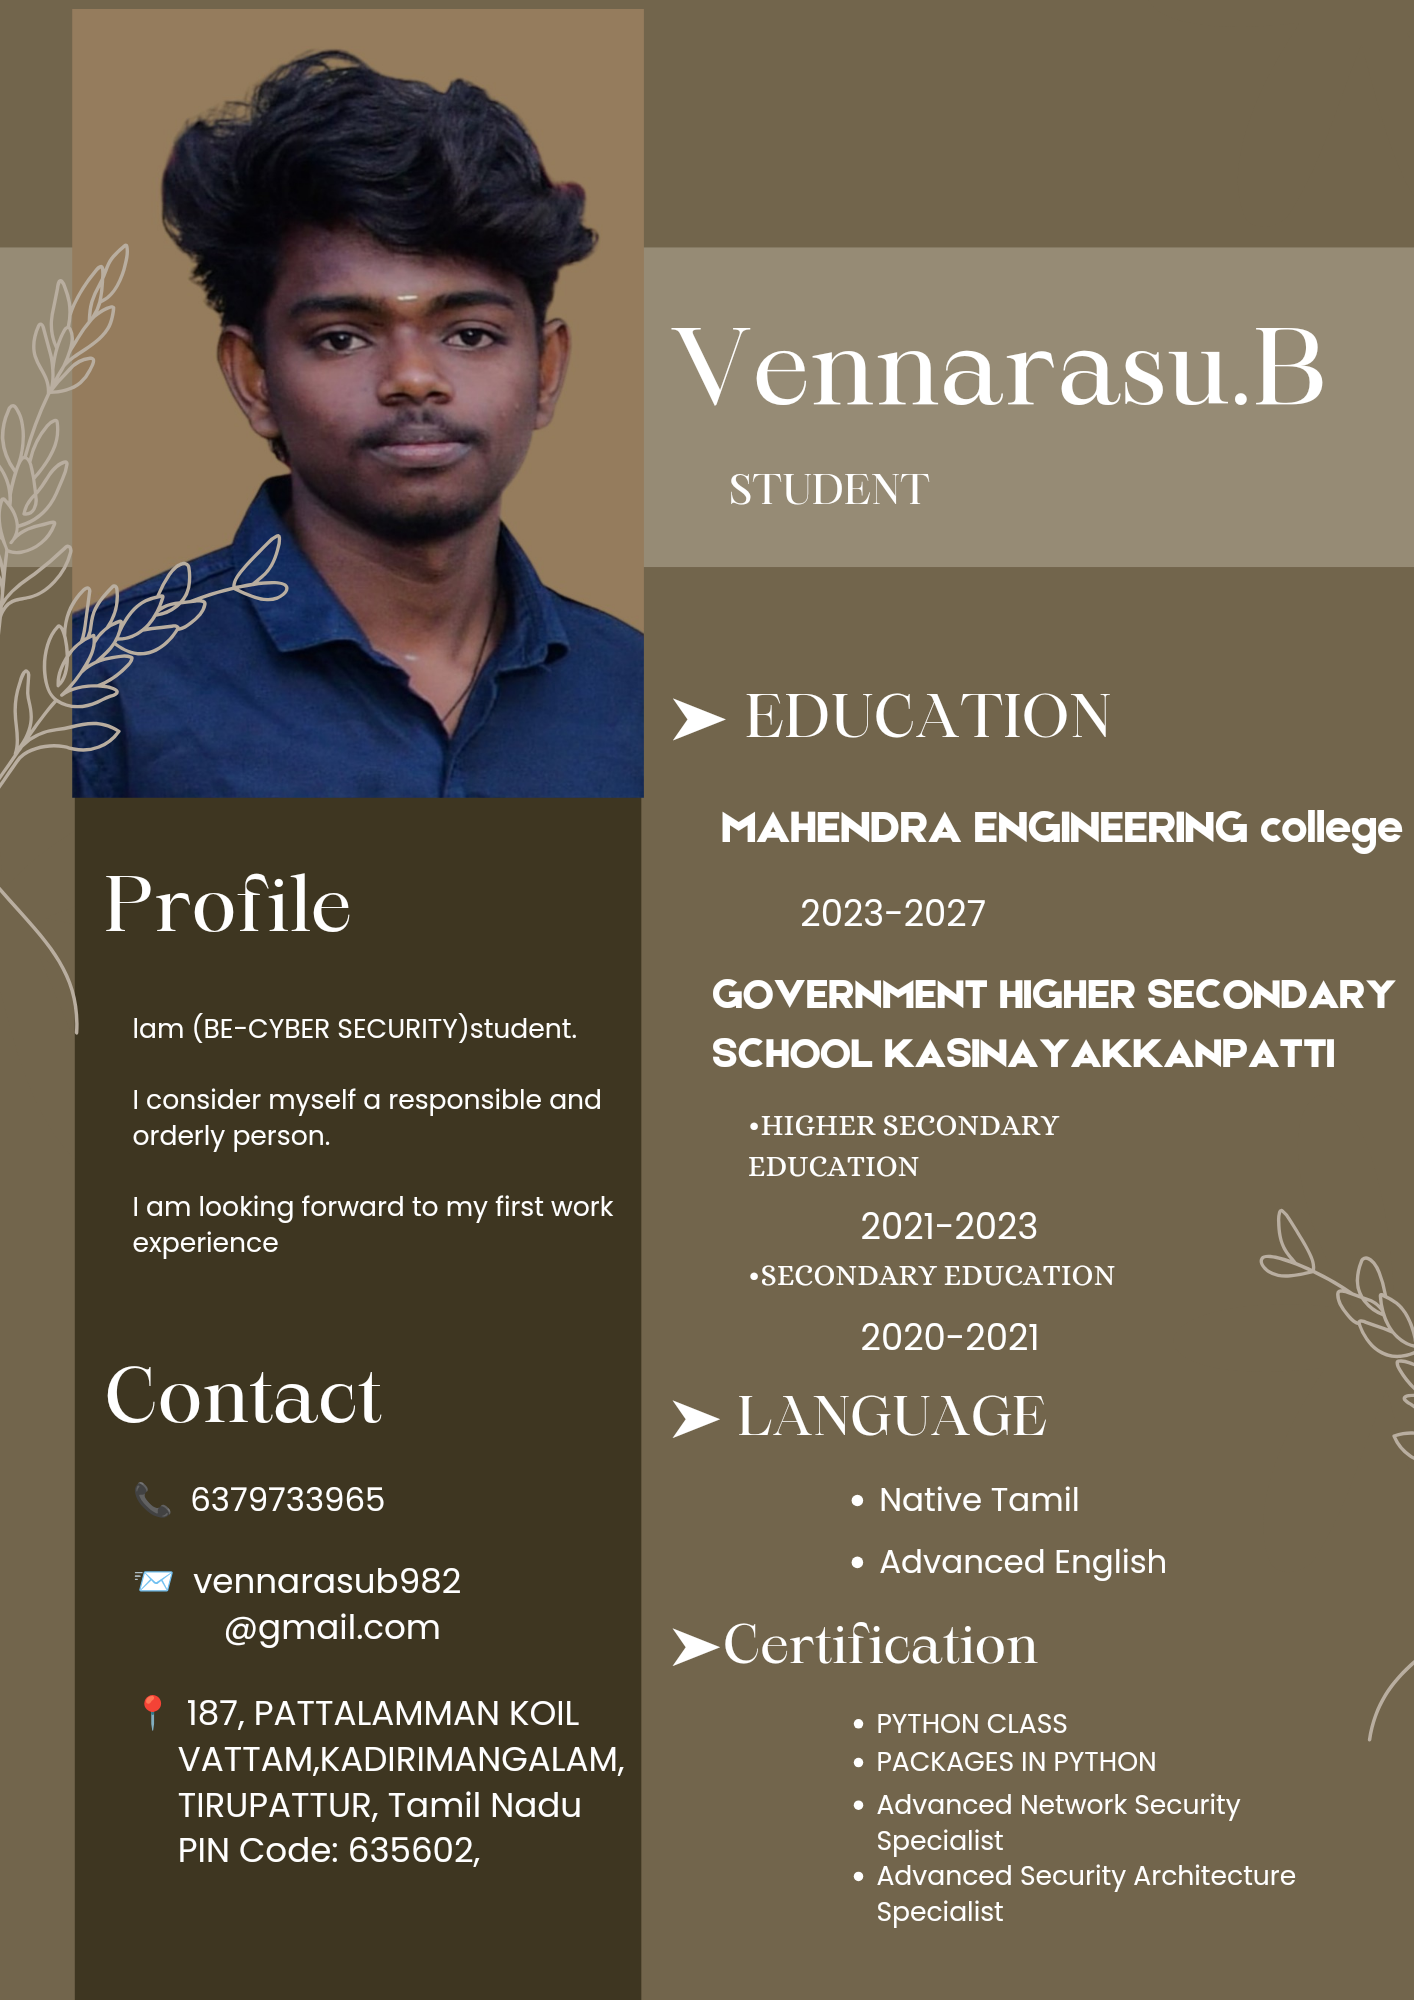 Vennarasu.B
STUDENT
Profile
Iam (BE-CYBER SECURITY)student.
I consider myself a responsible and
orderly person.
I am looking forward to my first work
experience
Contact
6379733965
vennarasub982
@gmail.com
187, PATTALAMMAN KOIL
VATTAM,KADIRIMANGALAM,
TIRUPATTUR, Tamil Nadu
PIN Code: 635602,
➤ EDUCATION
MAHENDRA ENGINEERING college
2023-2027
GOVERNMENT HIGHER SECONDARY
SCHOOL KASINAYAKKANPATTI
•HIGHER SECONDARY
EDUCATION
2021-2023
•SECONDARY EDUCATION
2020-2021
➤ LANGUAGE
• Native Tamil
• Advanced English
➤Certification
• PYTHON CLASS
• PACKAGES IN PYTHON
• Advanced Network Security
Specialist
• Advanced Security Architecture
Specialist